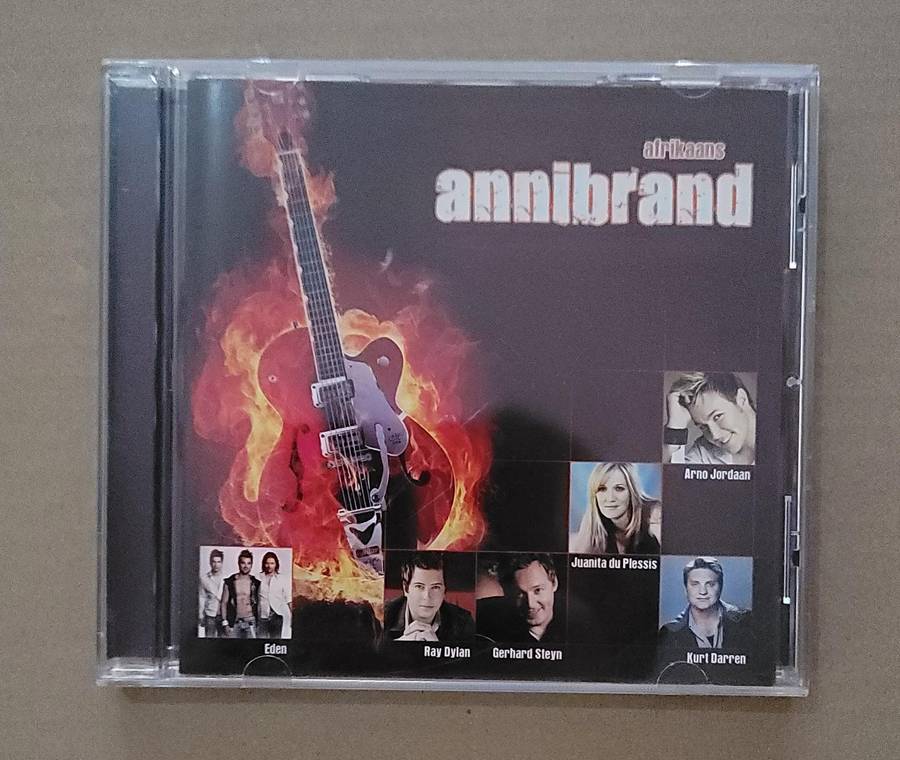 afrikaans
annibrand
Arno Jordaan
Juanita du Plessis
Eden
Ray Dylan
Gerhard Steyn
Kurt Darren